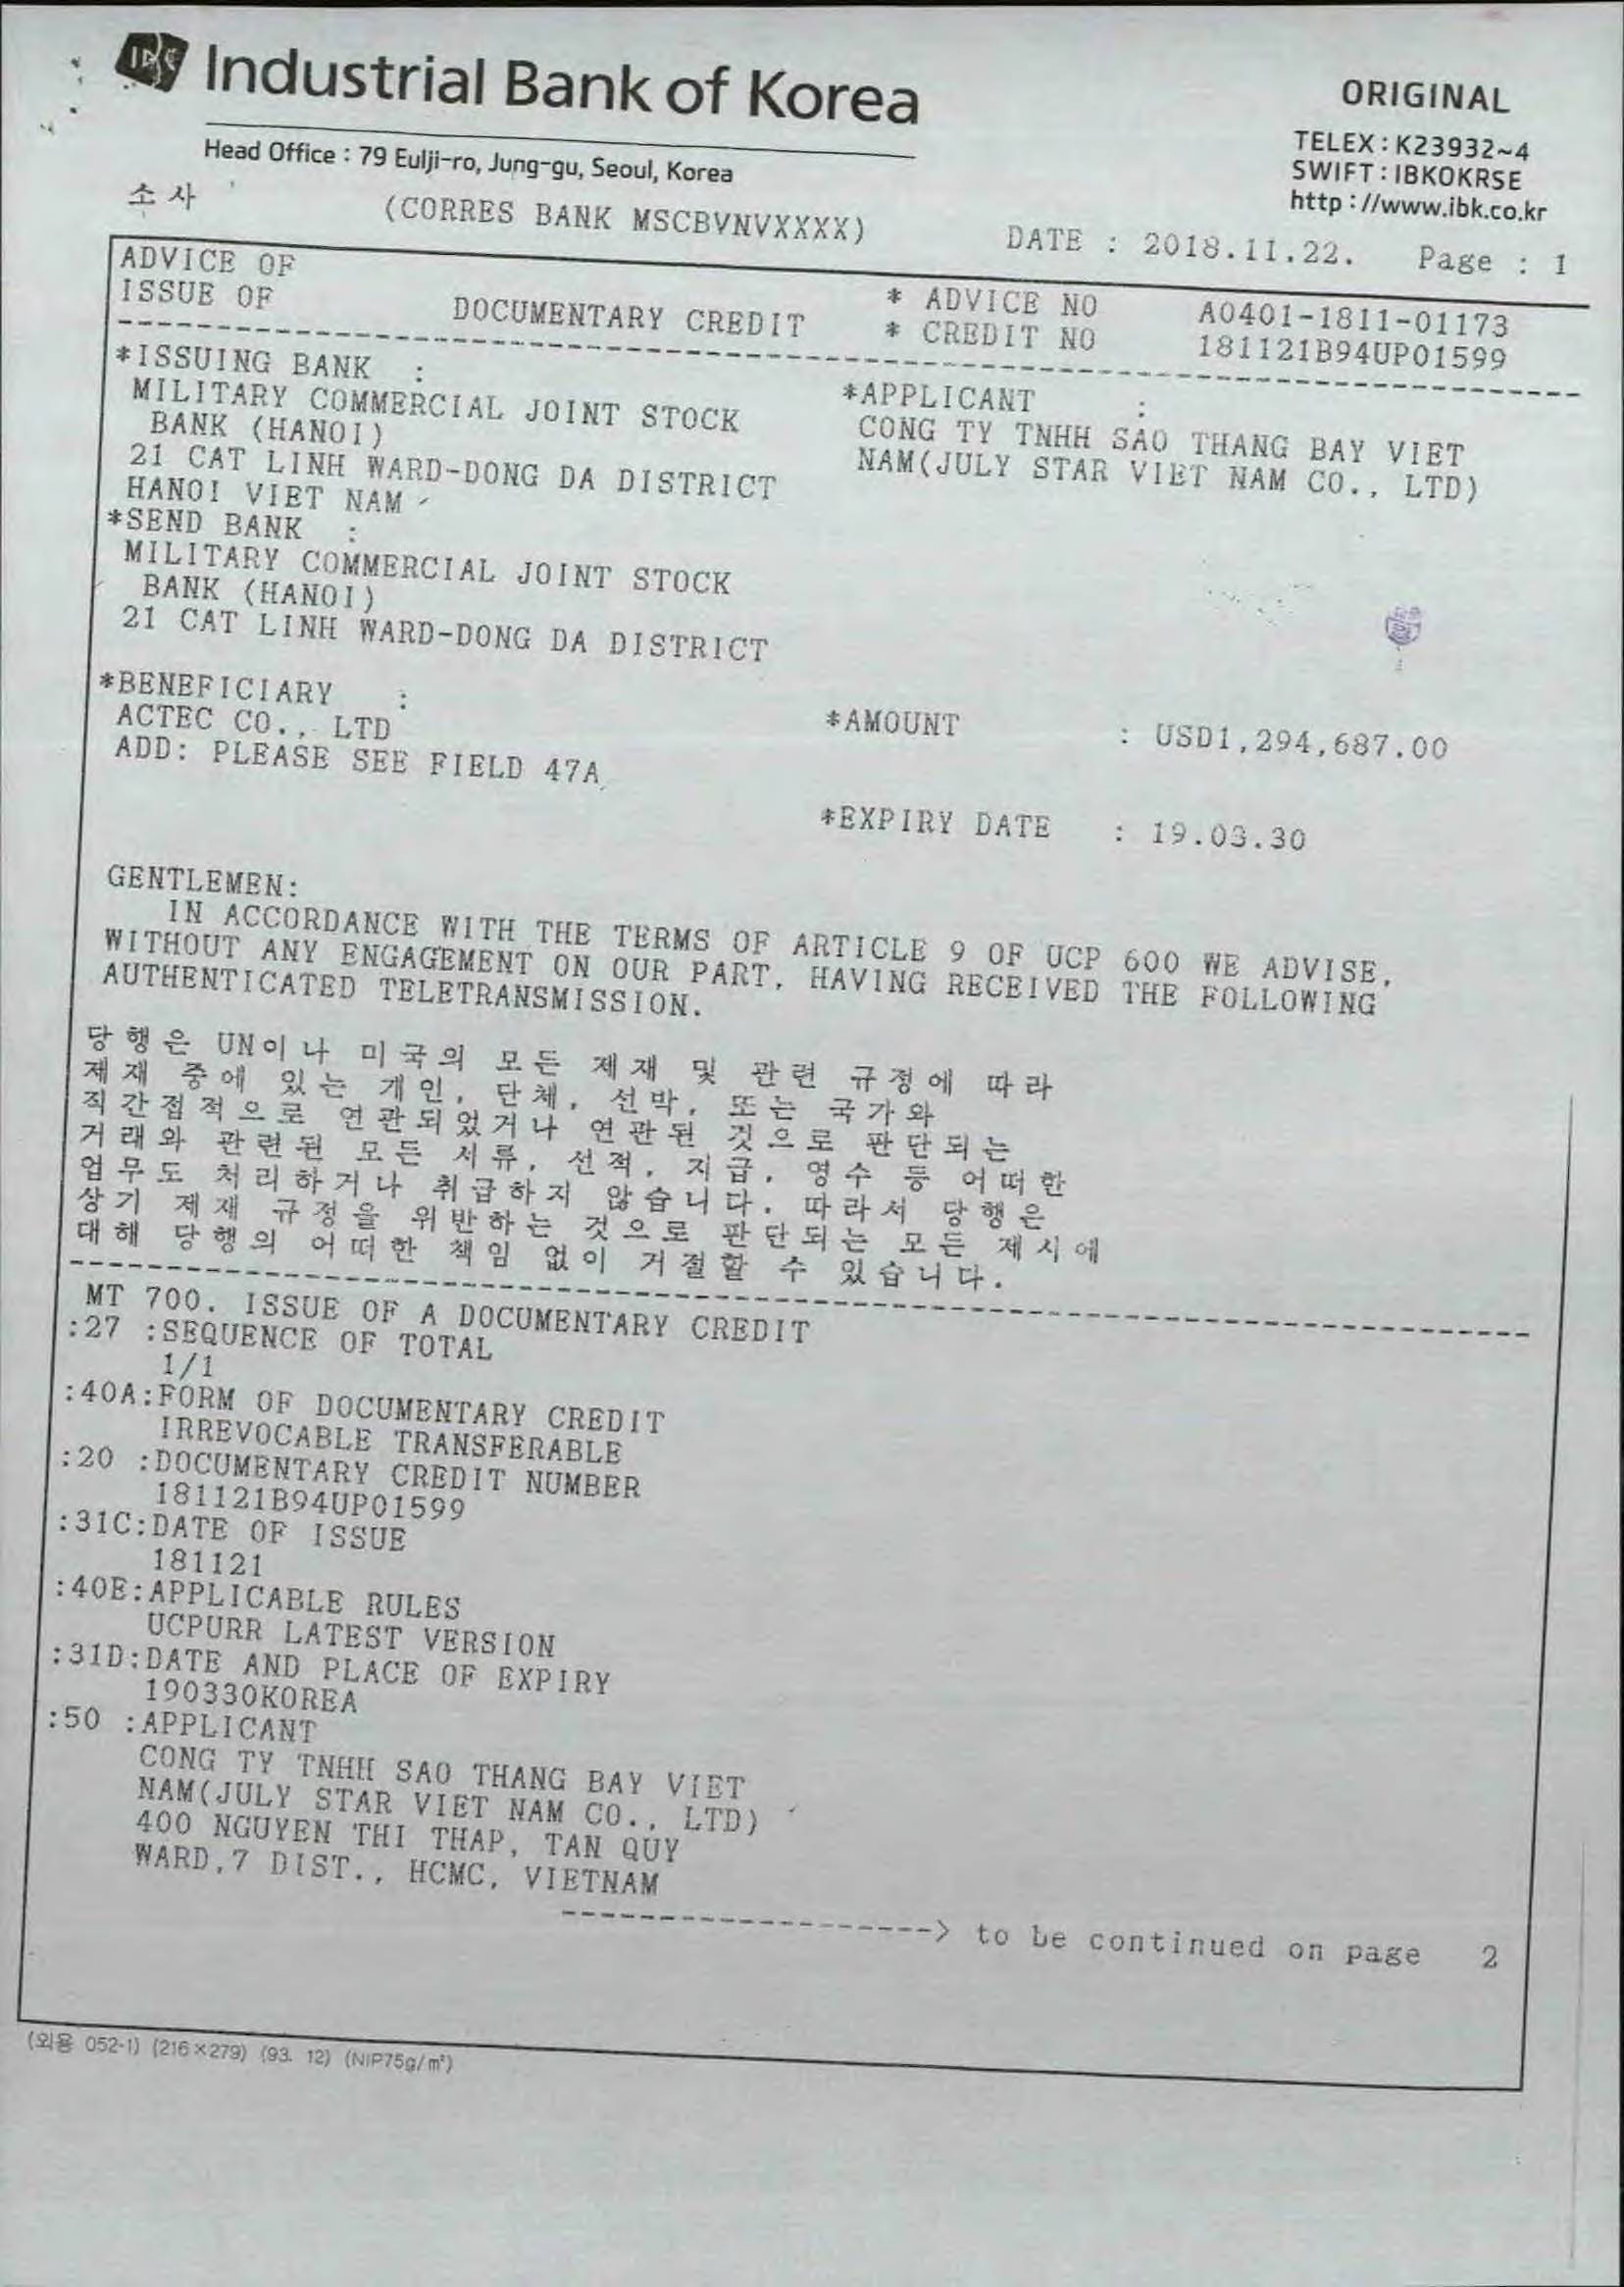 IBK Industrial Bank of Korea
ORIGINAL
Head Office : 79 Eulji-ro, Jung-gu, Seoul, Korea
TELEX : K23932~4
SWIFT : IBKOKRSE
http : //www.ibk.co.kr
소 사 (CORRES BANK MSCBVNVXXXX)
DATE : 2018.11.22. Page : 1
ADVICE OF
ISSUE OF DOCUMENTARY CREDIT
* ADVICE NO A0401-1811-01173
* CREDIT NO 181121B94UP01599
*ISSUING BANK :
MILITARY COMMERCIAL JOINT STOCK
BANK (HANOI)
21 CAT LINH WARD-DONG DA DISTRICT
HANOI VIET NAM
*APPLICANT :
CONG TY TNHH SAO THANG BAY VIET
NAM(JULY STAR VIET NAM CO., LTD)
*SEND BANK :
MILITARY COMMERCIAL JOINT STOCK
BANK (HANOI)
21 CAT LINH WARD-DONG DA DISTRICT
*BENEFICIARY :
ACTEC CO., LTD
ADD: PLEASE SEE FIELD 47A
*AMOUNT : USD1,294,687.00
*EXPIRY DATE : 19.03.30
GENTLEMEN:
IN ACCORDANCE WITH THE TERMS OF ARTICLE 9 OF UCP 600 WE ADVISE,
WITHOUT ANY ENGAGEMENT ON OUR PART, HAVING RECEIVED THE FOLLOWING
AUTHENTICATED TELETRANSMISSION.
당행은 UN이나 미국의 모든 제재 및 관련 규정에 따라
제재 중에 있는 개인, 단체, 선박, 또는 국가와
직간접적으로 연관되었거나 연관된 것으로 판단되는
거래와 관련된 모든 서류, 선적, 지급, 영수 등 어떠한
업무도 처리하거나 취급하지 않습니다. 따라서 당행은
상기 제재 규정을 위반하는 것으로 판단되는 모든 제시에
대해 당행의 어떠한 책임 없이 거절할 수 있습니다.
MT 700. ISSUE OF A DOCUMENTARY CREDIT
:27 :SEQUENCE OF TOTAL
1/1
:40A:FORM OF DOCUMENTARY CREDIT
IRREVOCABLE TRANSFERABLE
:20 :DOCUMENTARY CREDIT NUMBER
181121B94UP01599
:31C:DATE OF ISSUE
181121
:40E:APPLICABLE RULES
UCPURR LATEST VERSION
:31D:DATE AND PLACE OF EXPIRY
190330KOREA
:50 :APPLICANT
CONG TY TNHH SAO THANG BAY VIET
NAM(JULY STAR VIET NAM CO., LTD)
400 NGUYEN THI THAP, TAN QUY
WARD,7 DIST., HCMC, VIETNAM
-------------------> to be continued on page 2
(외용 052-1) (216×279) (93. 12) (NIP75g/㎡)